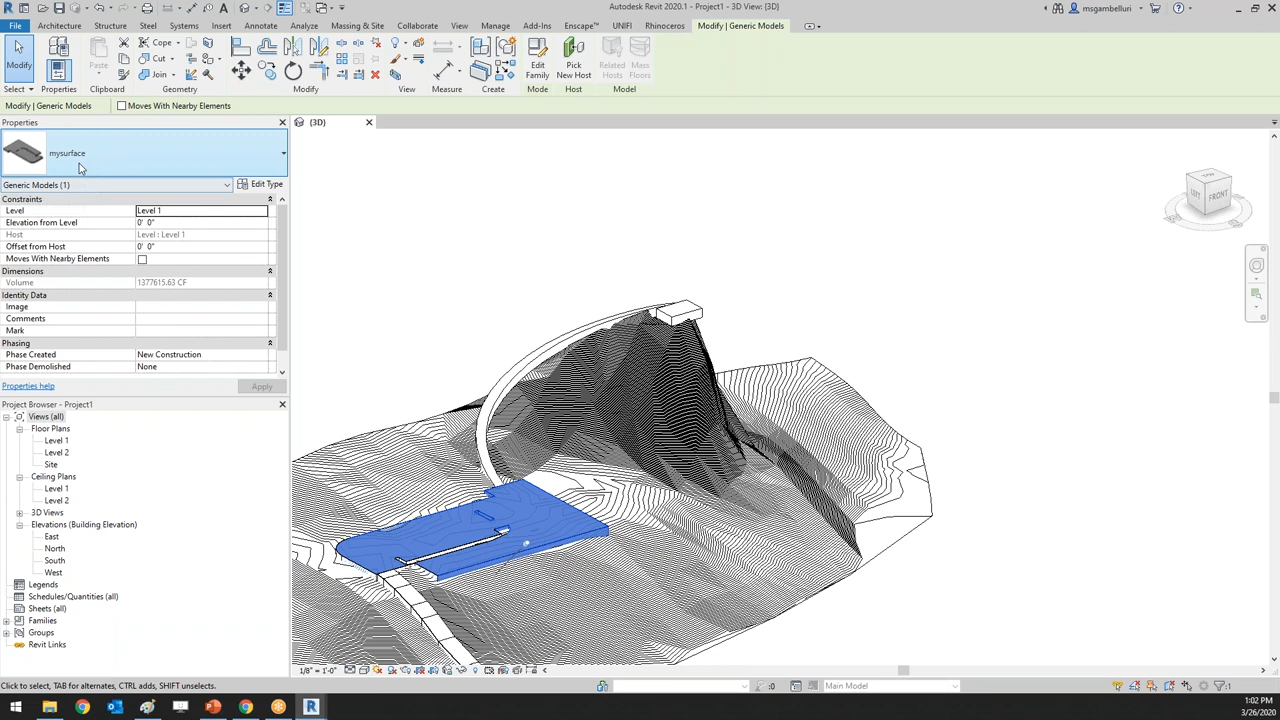 Autodesk Revit 2020.1 - Project1 - 3D View: {3D}
msgambelluri
File Architecture Structure Steel Systems Insert Annotate Analyze Massing & Site Collaborate View Manage Add-Ins Enscape™ UNIFI Rhinoceros Modify | Generic Models
Modify
Paste
Cope
Cut
Join
Edit Family
Pick New Host
Related Hosts
Mass Floors
Select Properties Clipboard Geometry Modify View Measure Create Mode Host Model
Modify | Generic Models Moves With Nearby Elements
Properties
{3D}
mysurface
Generic Models (1) Edit Type
Constraints
Level Level 1
Elevation from Level 0' 0"
Host Level : Level 1
Offset from Host 0' 0"
Moves With Nearby Elements
Dimensions
Volume 1377615.63 CF
Identity Data
Image
Comments
Mark
Phasing
Phase Created New Construction
Phase Demolished None
Properties help Apply
Project Browser - Project1
Views (all)
Floor Plans
Level 1
Level 2
Site
Ceiling Plans
Level 1
Level 2
3D Views
Elevations (Building Elevation)
East
North
South
West
Legends
Schedules/Quantities (all)
Sheets (all)
Families
Groups
Revit Links
TOP
LEFT FRONT
1/8" = 1'-0"
Click to select, TAB for alternates, CTRL adds, SHIFT unselects.
:0
Main Model
:1
1:02 PM
3/26/2020